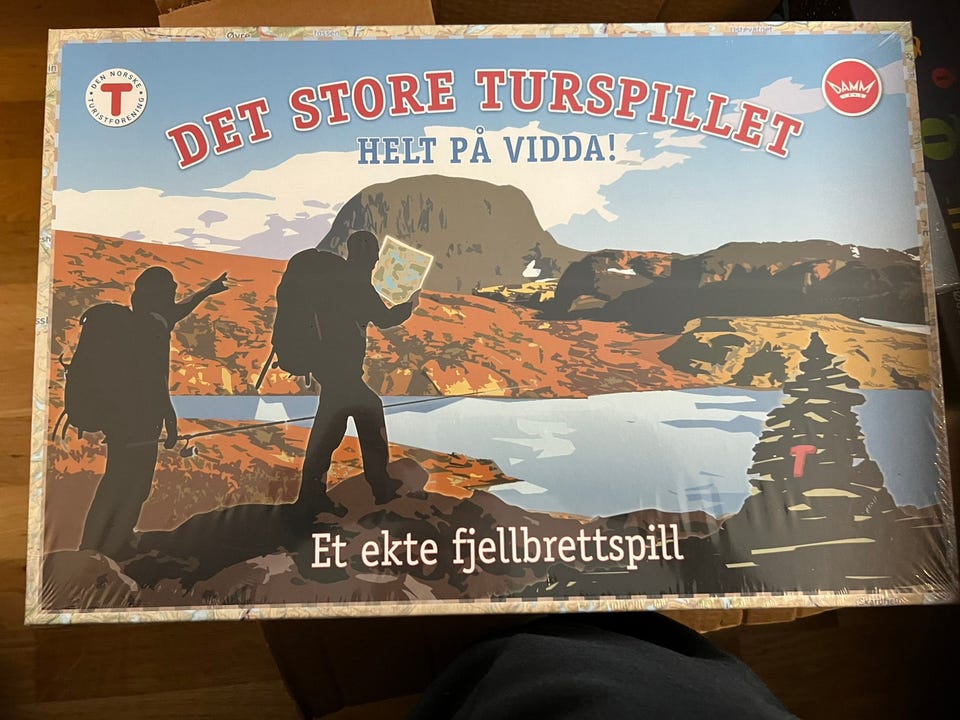 DEN NORSKE
TURISTFORENING
T
DET STORE TURSPILLET
DAMM
HELT PÅ VIDDA!
T
Et ekte fjellbrettspill